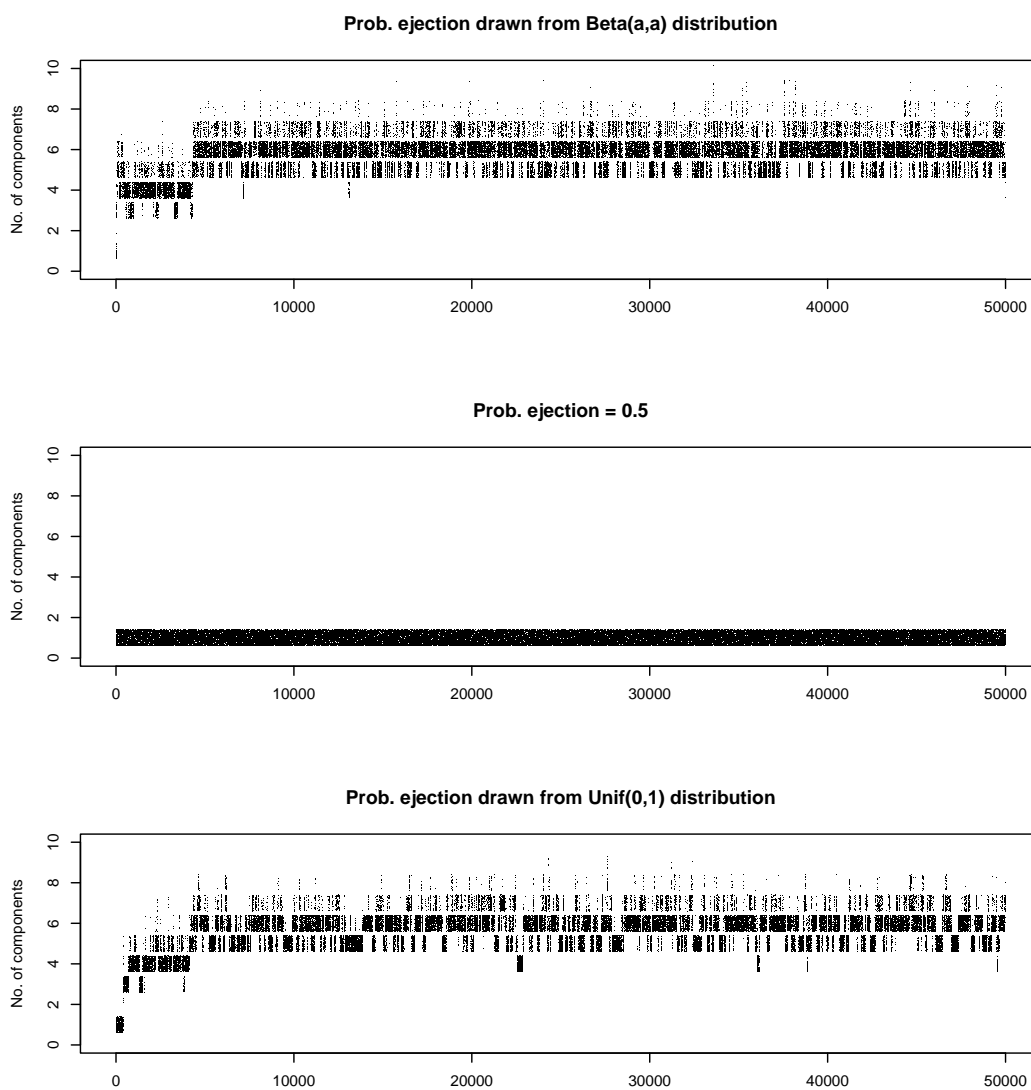 Prob. ejection drawn from Beta(a,a) distribution
No. of components
10
8
6
4
2
0
0 10000 20000 30000 40000 50000
Prob. ejection = 0.5
No. of components
10
8
6
4
2
0
0 10000 20000 30000 40000 50000
Prob. ejection drawn from Unif(0,1) distribution
No. of components
10
8
6
4
2
0
0 10000 20000 30000 40000 50000